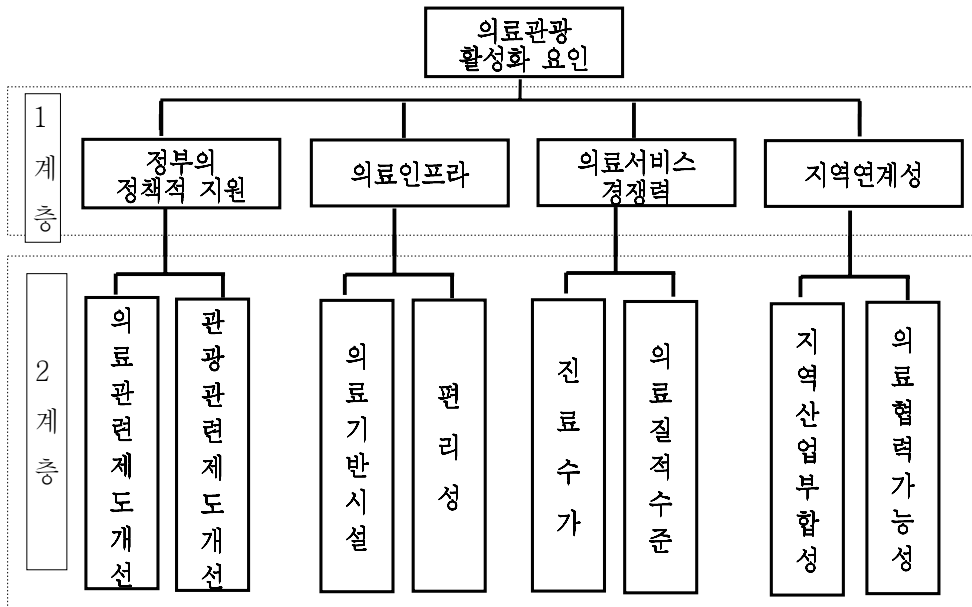 의료관광
활성화 요인
1계층
정부의
정책적 지원
의료인프라
의료서비스
경쟁력
지역연계성
2계층
의료관련제도개선
관광관련제도개선
의료기반시설
편리성
진료수가
의료질적수준
지역산업부합성
의료협력가능성